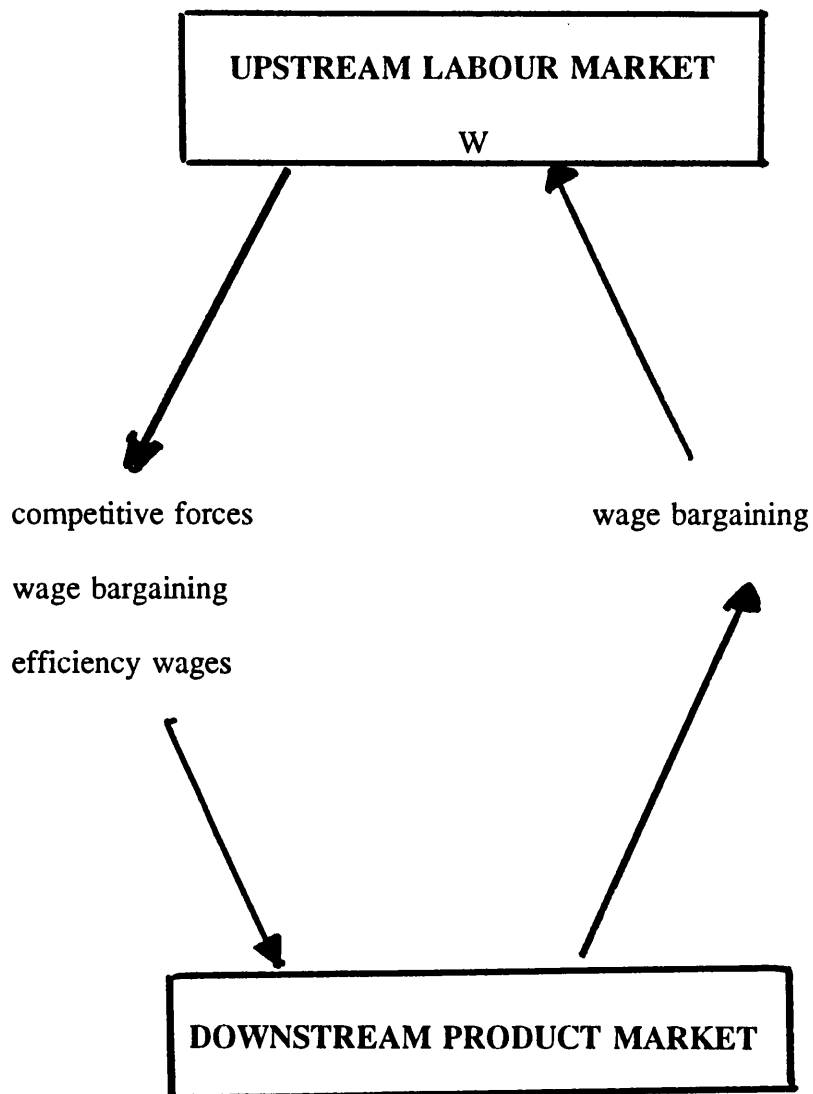 UPSTREAM LABOUR MARKET
W
competitive forces
wage bargaining
wage bargaining
efficiency wages
DOWNSTREAM PRODUCT MARKET